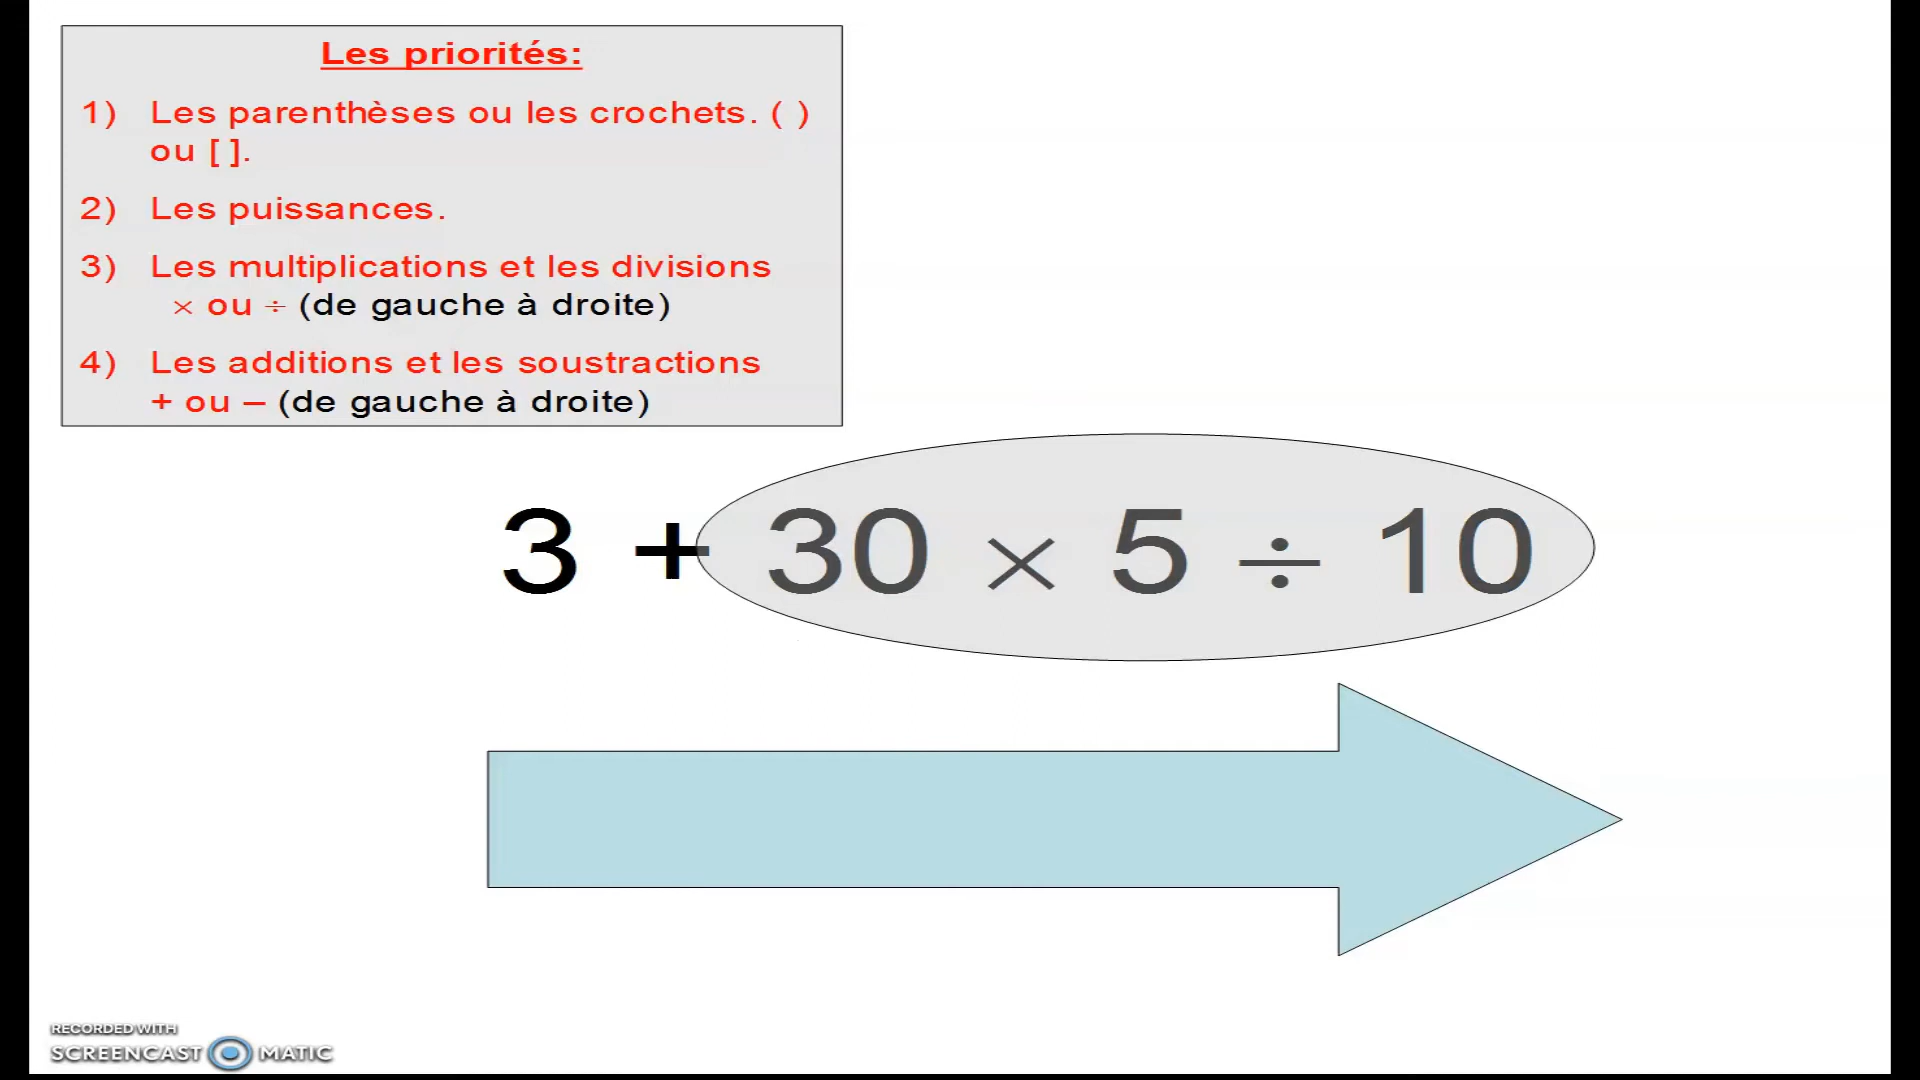 Les priorités:
1) Les parenthèses ou les crochets. ( )
ou [ ].
2) Les puissances.
3) Les multiplications et les divisions
× ou ÷ (de gauche à droite)
4) Les additions et les soustractions
+ ou – (de gauche à droite)
3 + 30 × 5 ÷ 10
RECORDED WITH
SCREENCAST MATIC